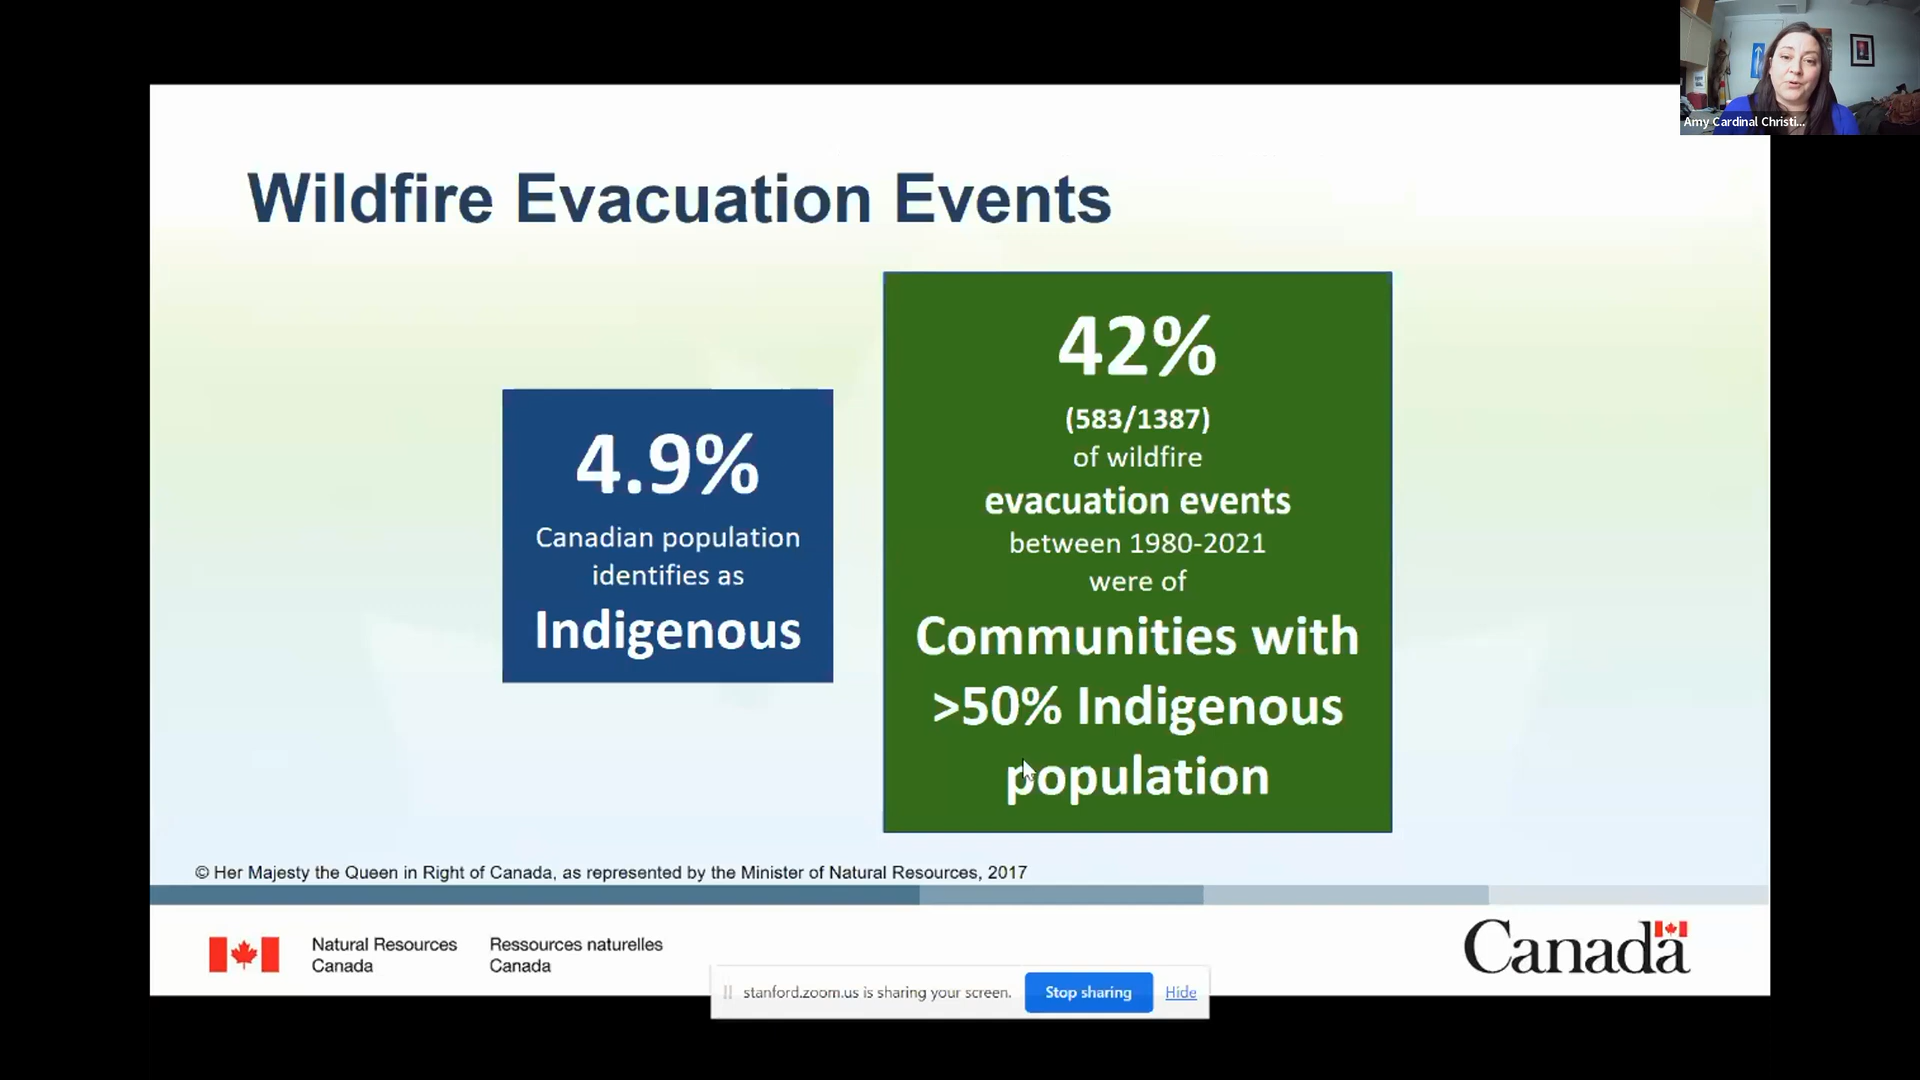 Amy Cardinal Christi...
Wildfire Evacuation Events
4.9%
Canadian population
identifies as
Indigenous
42%
(583/1387)
of wildfire
evacuation events
between 1980-2021
were of
Communities with
>50% Indigenous
population
© Her Majesty the Queen in Right of Canada, as represented by the Minister of Natural Resources, 2017
Natural Resources
Canada
Ressources naturelles
Canada
Canada
stanford.zoom.us is sharing your screen.
Stop sharing
Hide